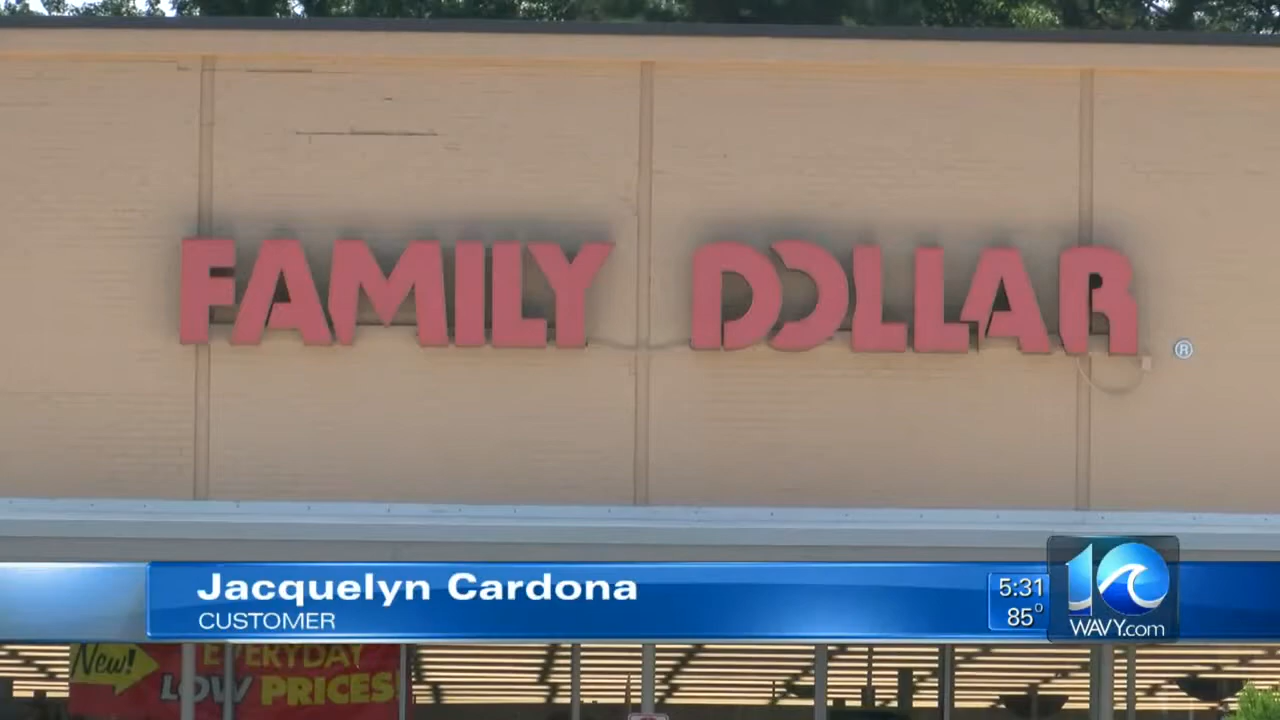 FAMILY DOLLAR
®
Jacquelyn Cardona
CUSTOMER
5:31
85°
10
WAVY.com
New!
EVERYDAY
LOW PRICES